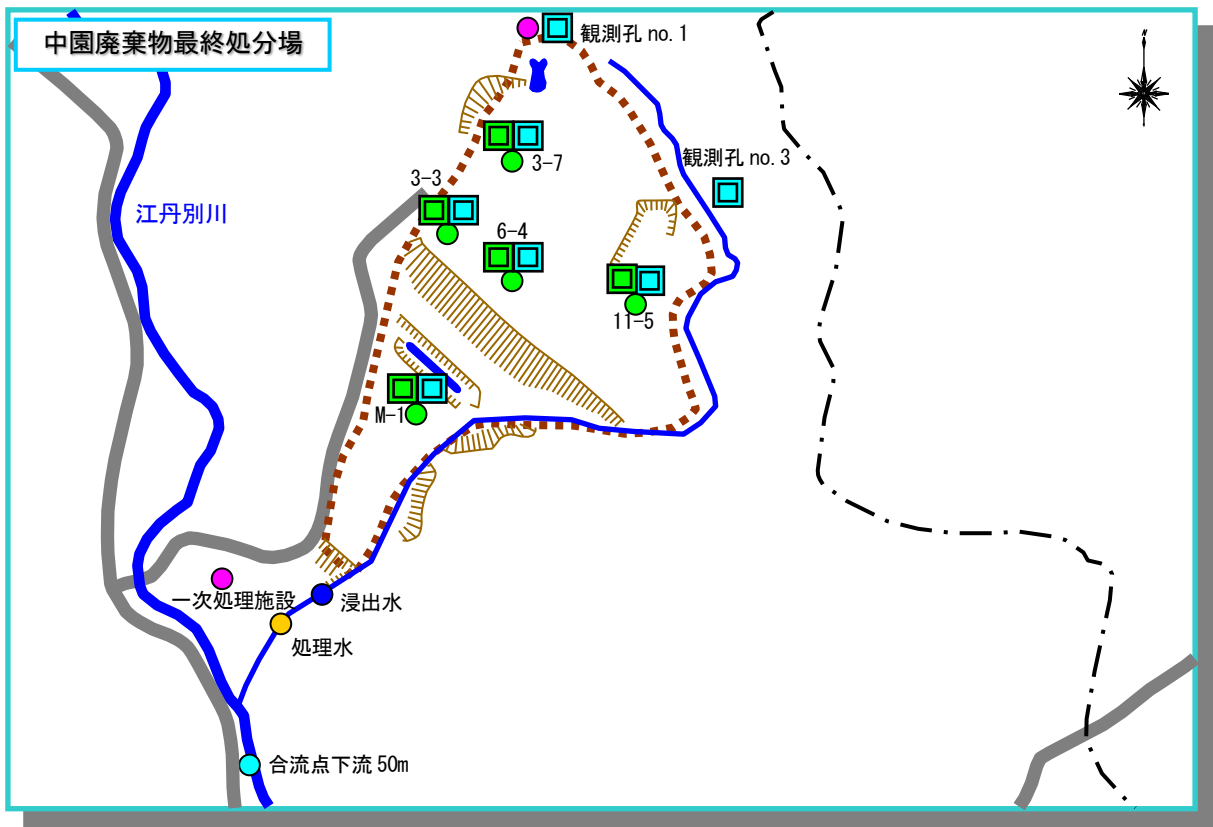 中園廃棄物最終処分場
観測孔 no.1
3-7
観測孔 no.3
3-3
江丹別川
6-4
11-5
M-1
一次処理施設
浸出水
処理水
合流点下流 50m